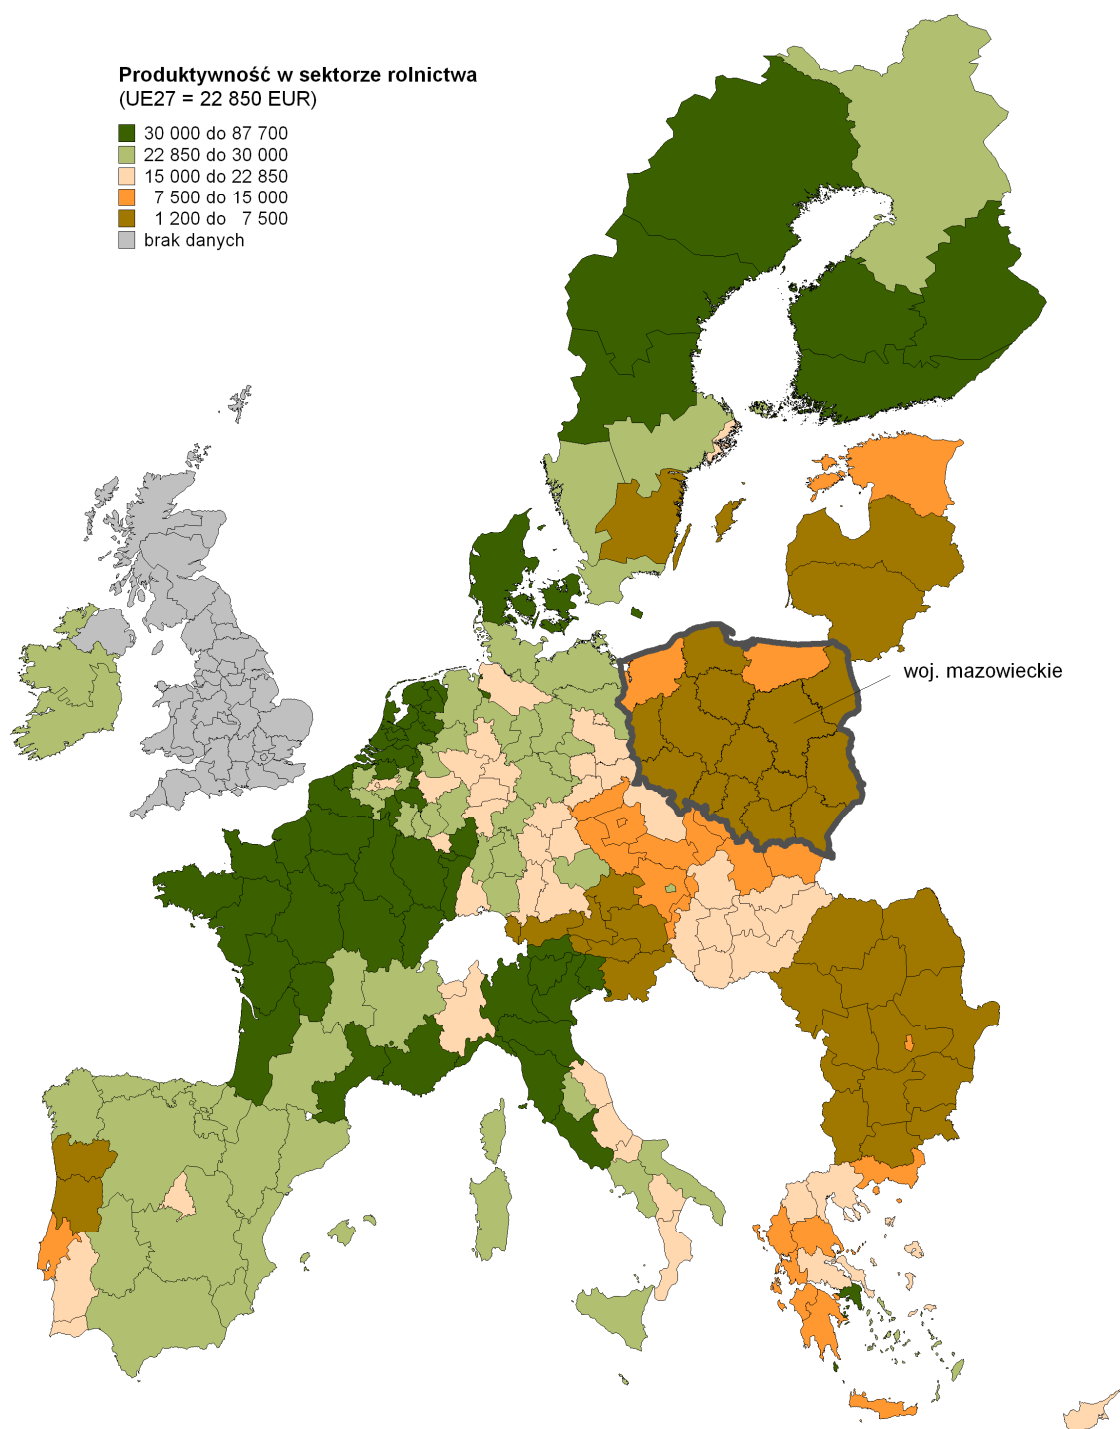 Produktywność w sektorze rolnictwa
(UE27 = 22 850 EUR)
30 000 do 87 700
22 850 do 30 000
15 000 do 22 850
7 500 do 15 000
1 200 do 7 500
brak danych
woj. mazowieckie